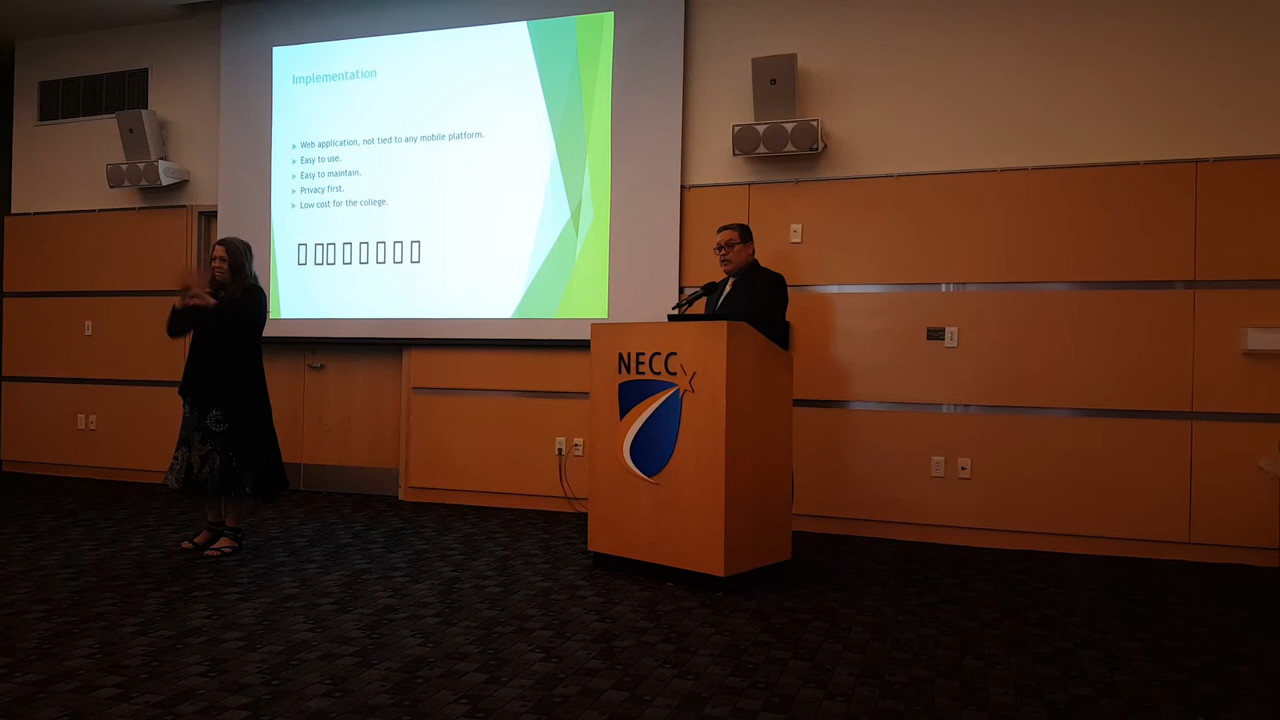 Implementation
Web application, not tied to any mobile platform.
Easy to use.
Easy to maintain.
Privacy first.
Low cost for the college.
NECC